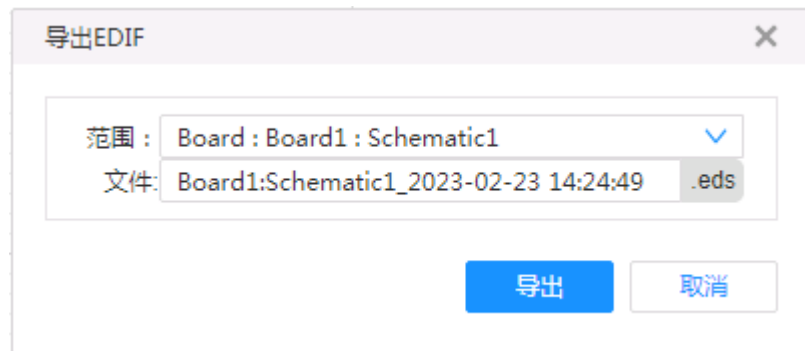 导出EDIF
范围： Board : Board1 : Schematic1
文件: Board1:Schematic1_2023-02-23 14:24:49 .eds
导出 取消